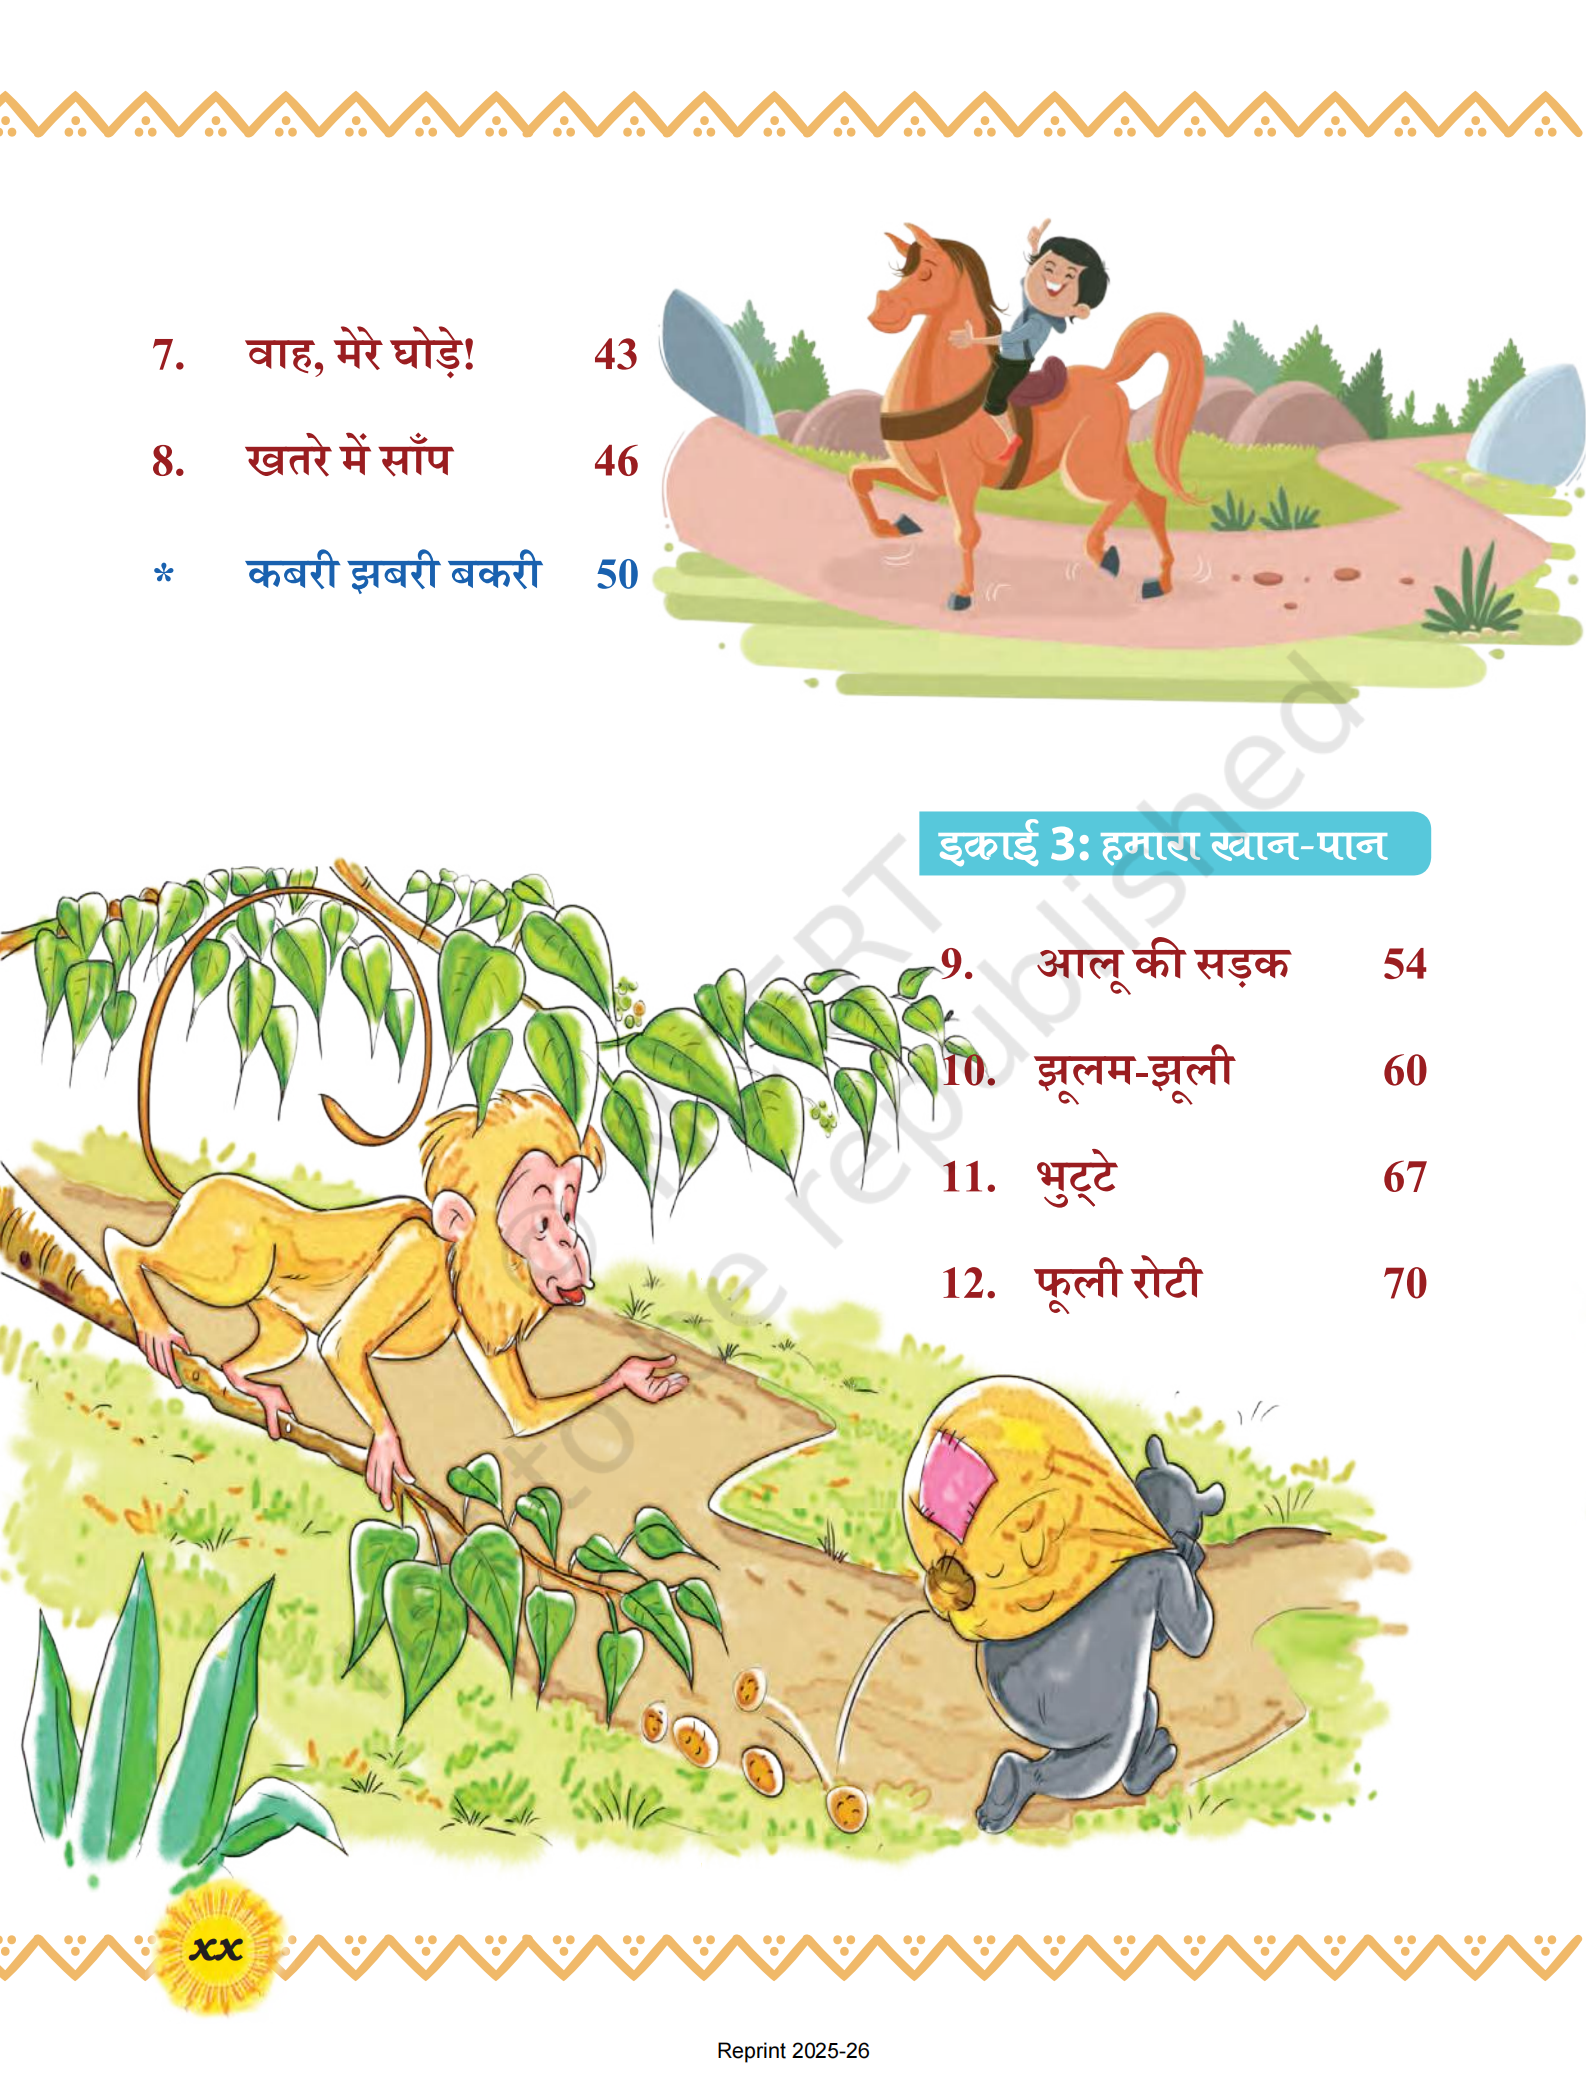 7. वाह, मेरे घोड़े! 43
8. खतरे में साँप 46
* कबरी झबरी बकरी 50
इकाई 3: हमारा खान-पान
9. आलू की सड़क 54
10. झूलम-झूली 60
11. भुट्‌टे 67
12. फूली रोटी 70
© NCERT
not to be republished
xx
Reprint 2025-26